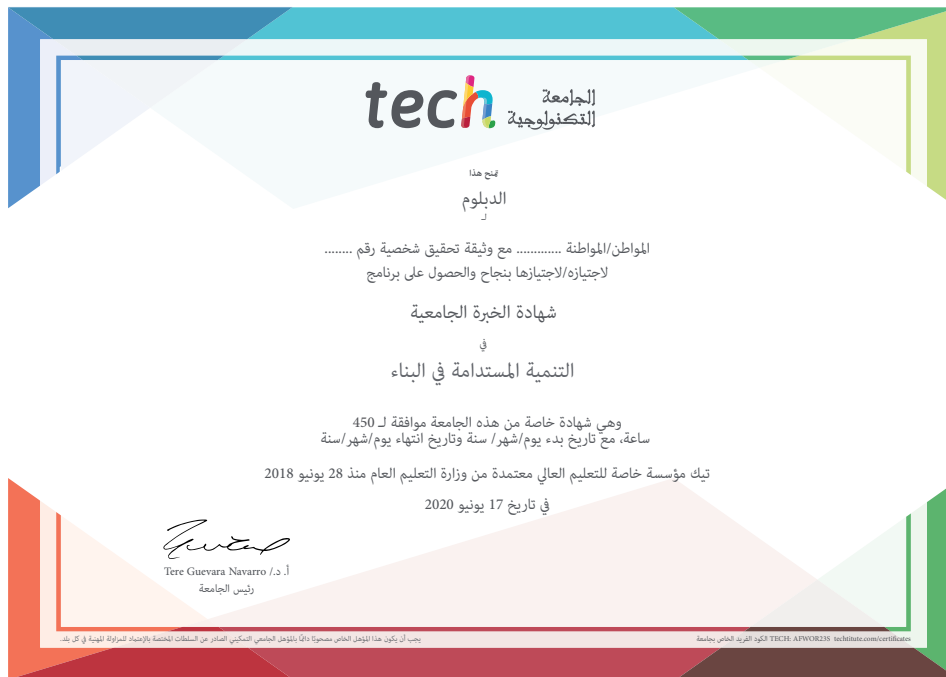 tech الجامعة
التكنولوجية
يمنح هذا
الدبلوم
لـ
المواطن/المواطنة ............. مع وثيقة تحقيق شخصية رقم ........
لاجتيازه/لاجتيازها بنجاح والحصول على برنامج
شهادة الخبرة الجامعية
في
التنمية المستدامة في البناء
وهي شهادة خاصة من هذه الجامعة موافقة لـ 450
ساعة، مع تاريخ بدء يوم/شهر/ سنة وتاريخ انتهاء يوم/شهر/سنة
تيك مؤسسة خاصة للتعليم العالي معتمدة من وزارة التعليم العام منذ 28 يونيو 2018
في تاريخ 17 يونيو 2020
أ. د./ Tere Guevara Navarro
رئيس الجامعة
يجب أن يكون هذا المؤهل الخاص مصحوبًا دائمًا بالمؤهل الجامعي التمكيني الصادر عن السلطات المختصة بالإعتماد للمزاولة المهنية في كل بلد.
الكود الفريد الخاص بجامعة TECH: AFWOR23S techtitute.com/certificates